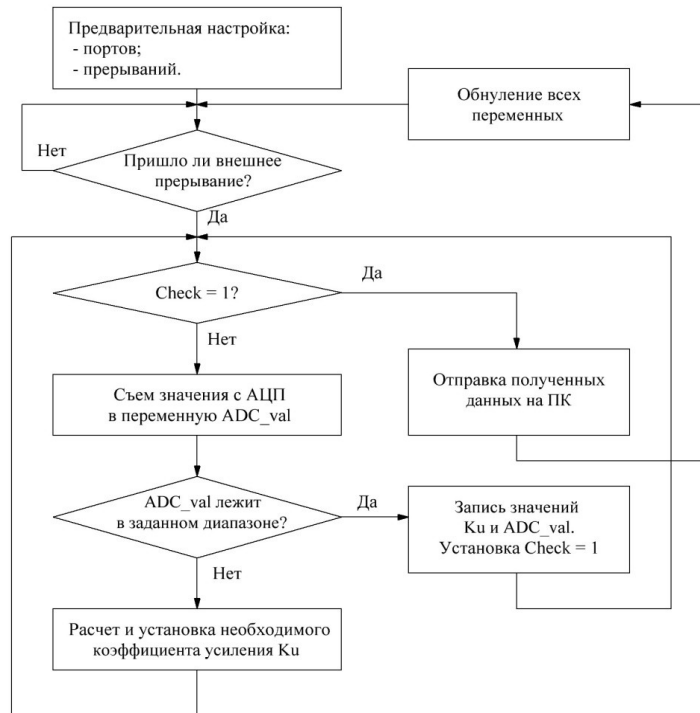 Предварительная настройка:
- портов;
- прерываний.
Обнуление всех
переменных
Нет
Пришло ли внешнее
прерывание?
Да
Check = 1?
Да
Нет
Съем значения с АЦП
в переменную ADC_val
Отправка полученных
данных на ПК
ADC_val лежит
в заданном диапазоне?
Да
Запись значений
Ku и ADC_val.
Установка Check = 1
Нет
Расчет и установка необходимого
коэффициента усиления Ku